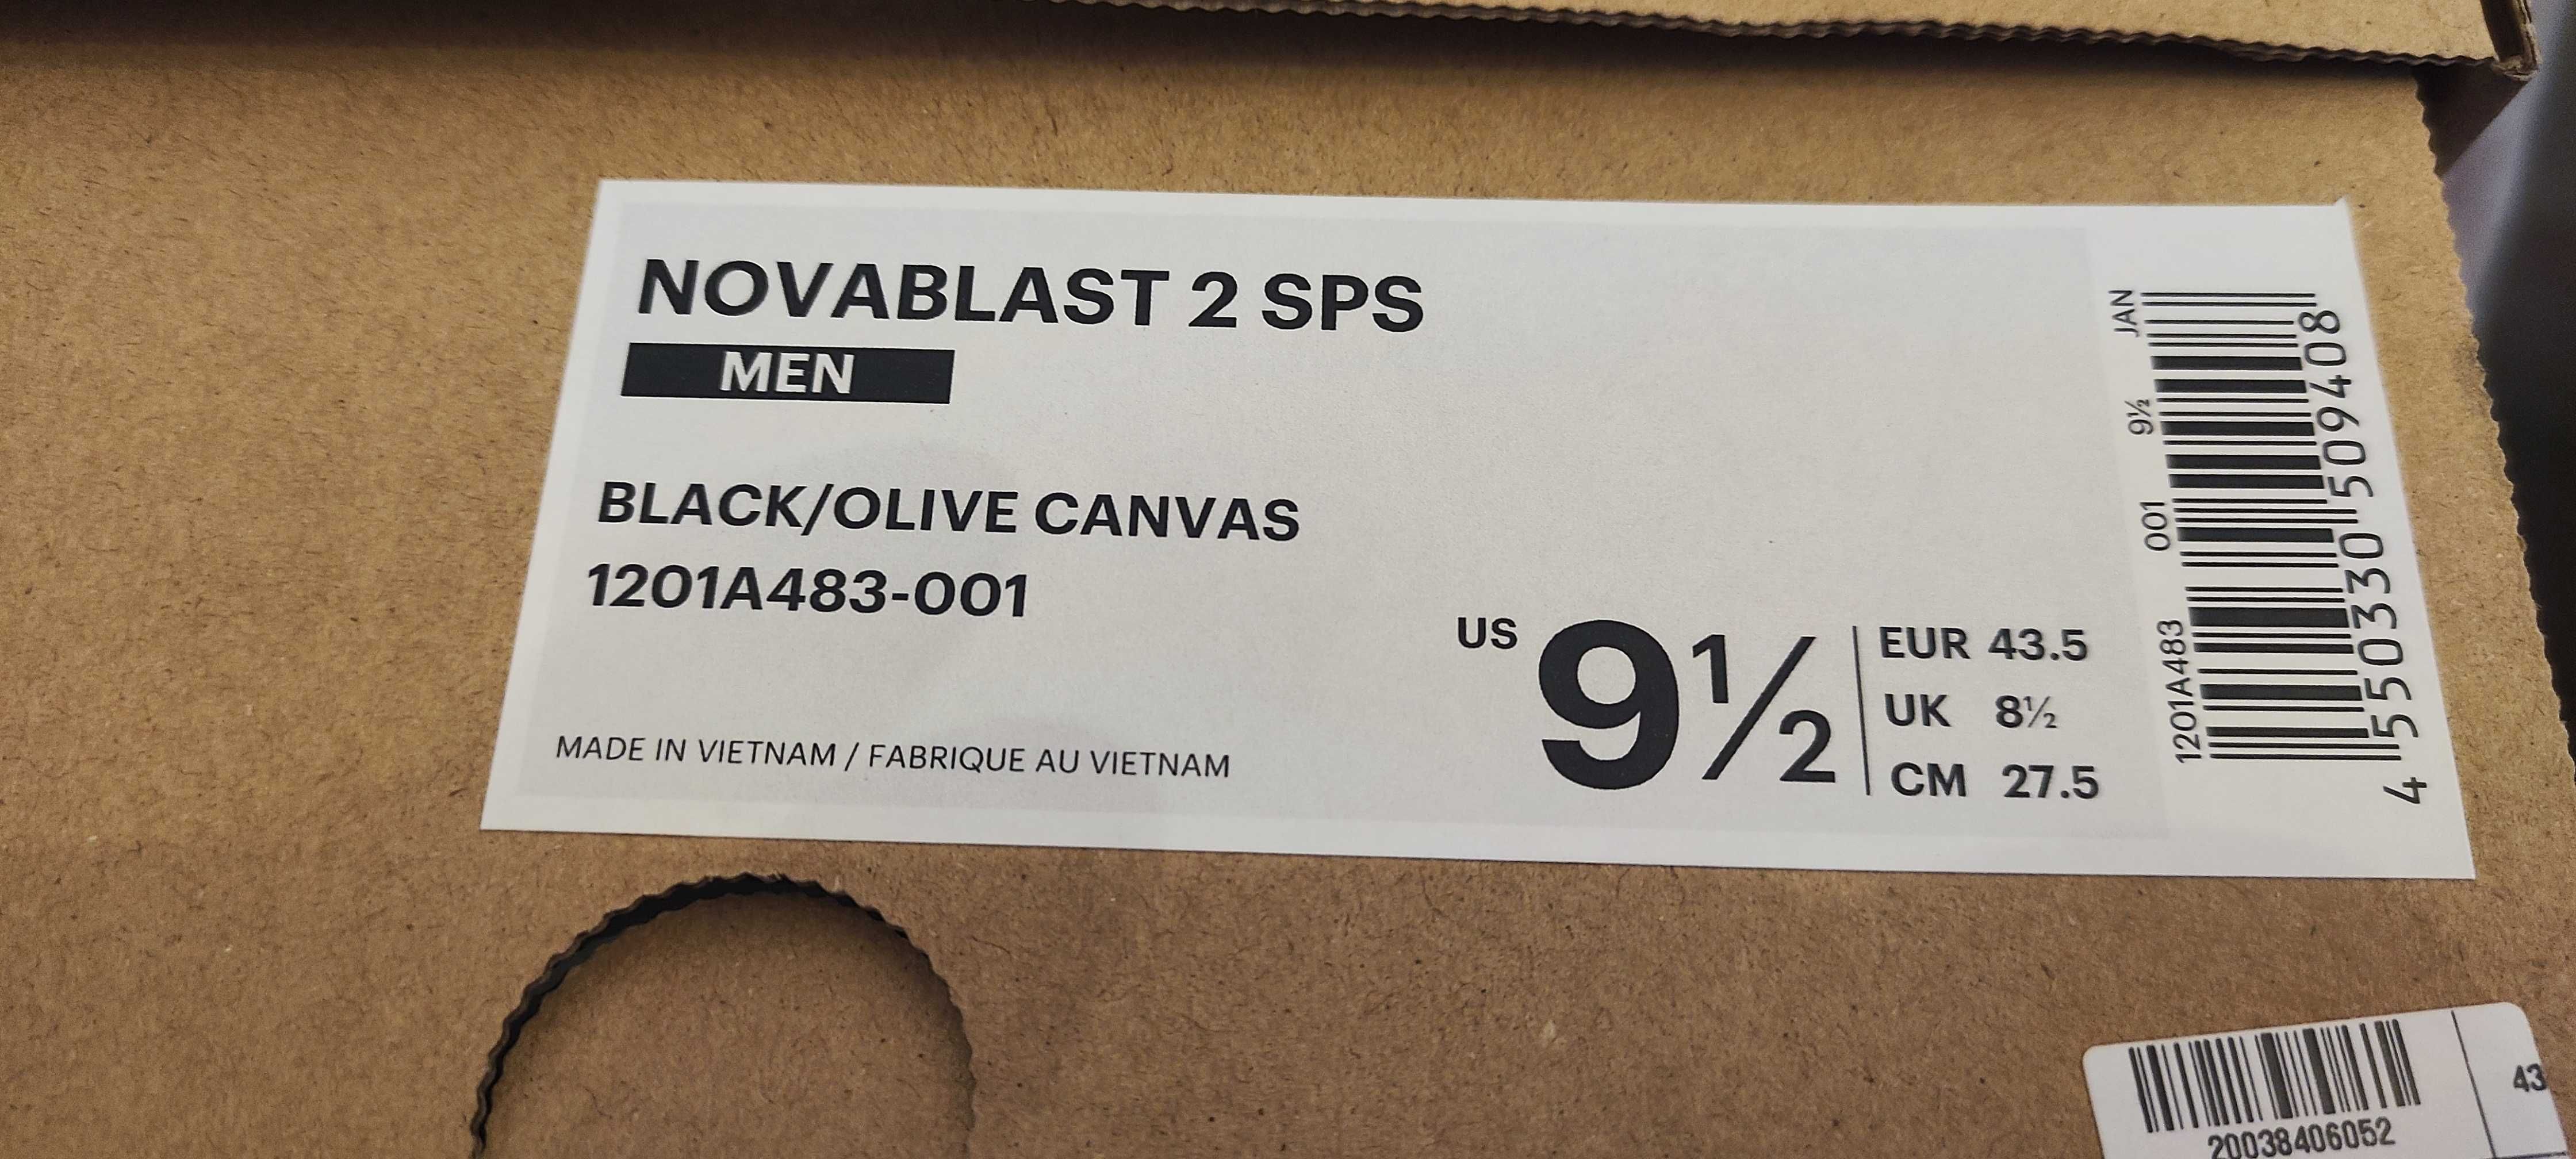 NOVABLAST 2 SPS
MEN
BLACK/OLIVE CANVAS
1201A483-001
MADE IN VIETNAM / FABRIQUE AU VIETNAM
US 9½
EUR 43.5
UK 8½
CM 27.5
1201A483 001 9½ JAN
4 550330 509408
20038406052
43